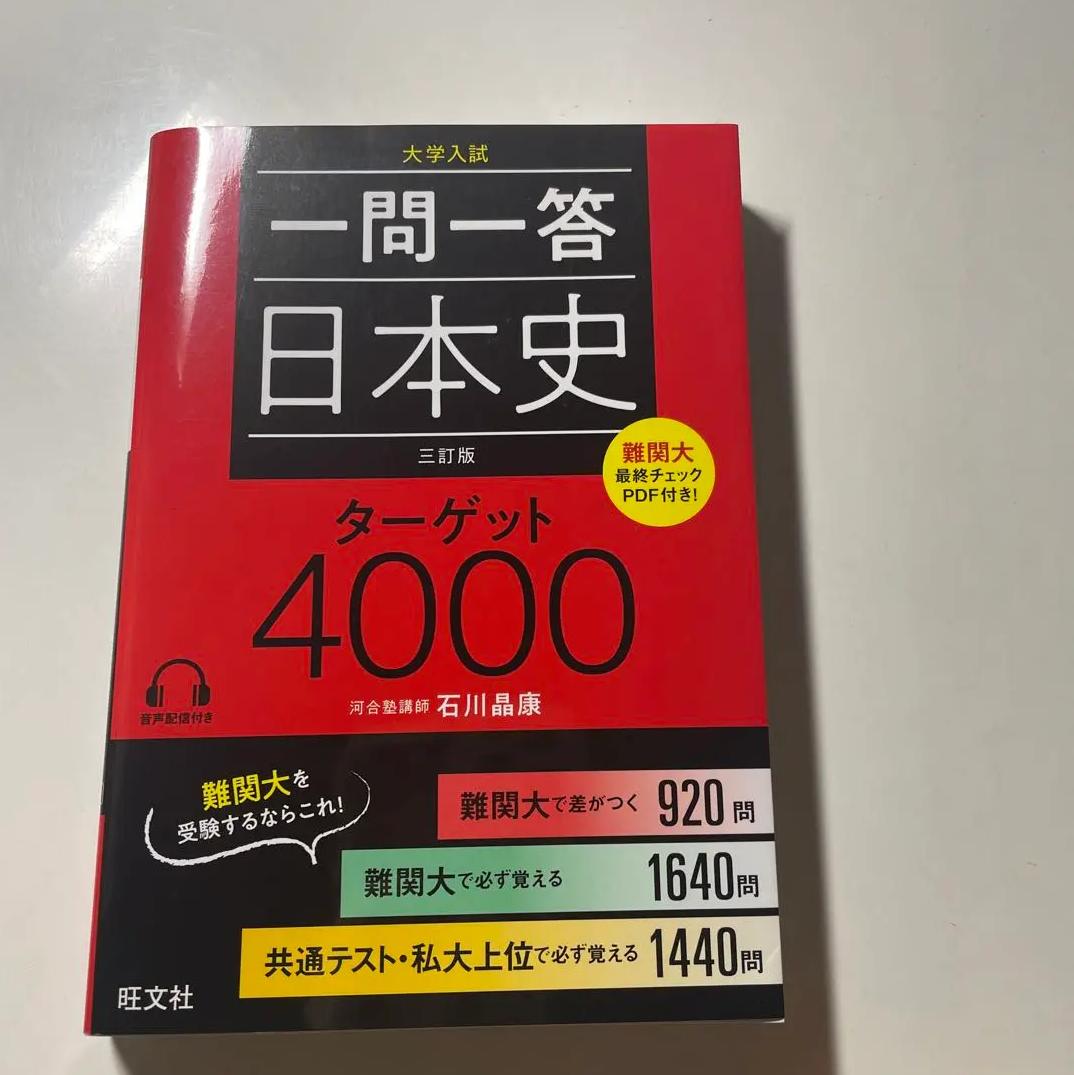 大学入試
一問一答
日本史
三訂版
難関大
最終チェック
PDF付き!
ターゲット
4000
河合塾講師 石川晶康
音声配信付き
難関大を
受験するならこれ!
難関大で差がつく 920問
難関大で必ず覚える 1640問
共通テスト・私大上位で必ず覚える 1440問
旺文社